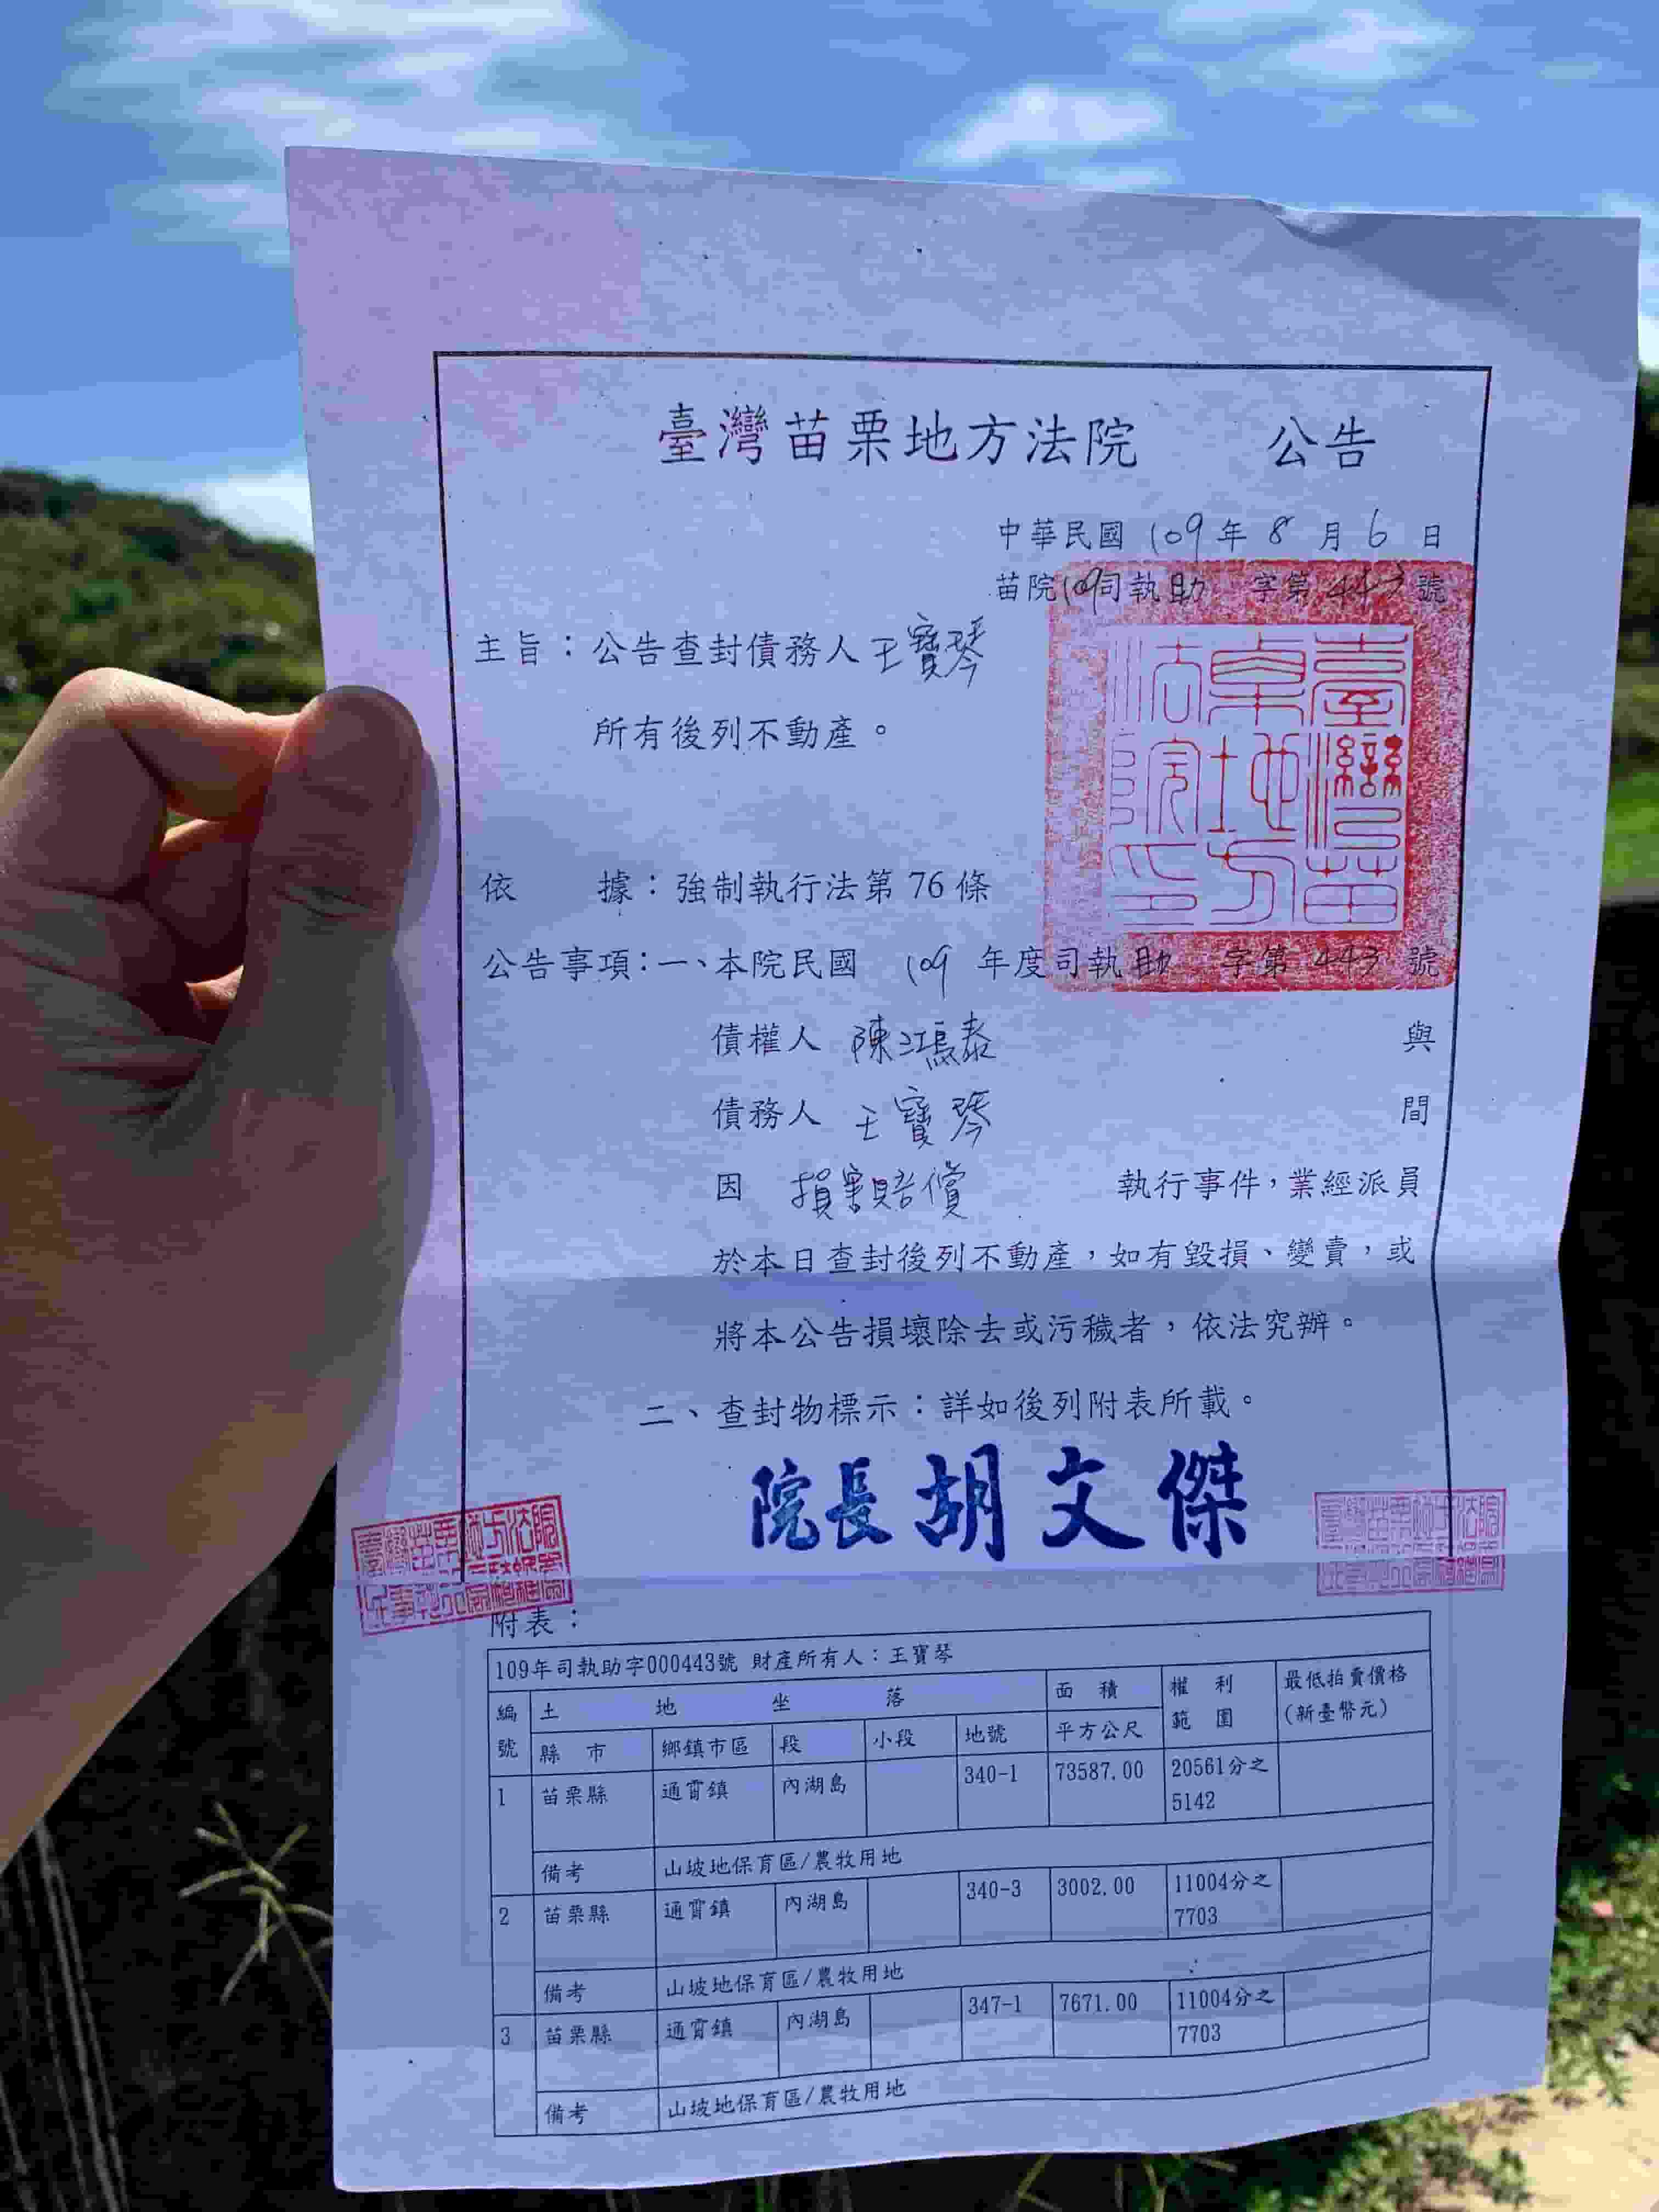 臺灣苗栗地方法院 公告
中華民國 109 年 8 月 6 日
苗院109司執助 字第 443 號
主旨：公告查封債務人王寶琴
所有後列不動產。
臺灣苗栗地方法院印
依 據：強制執行法第 76 條
公告事項：一、本院民國 109 年度司執助 字第 443 號
債權人 陳鴻泰 與
債務人 王寶琴 間
因 損害賠償 執行事件，業經派員
於本日查封後列不動產，如有毀損、變賣，或
將本公告損壞除去或污穢者，依法究辦。
二、查封物標示：詳如後列附表所載。
院長 胡文傑
附表：
109年司執助字000443號 財產所有人：王寶琴
編號 土 地 坐 落 面 積 權 利 範 圍 最低拍賣價格 (新臺幣元)
縣 市 鄉鎮市區 段 小段 地號 平方公尺
1 苗栗縣 通霄鎮 內湖島 340-1 73587.00 20561分之
5142
備考 山坡地保育區/農牧用地
2 苗栗縣 通霄鎮 內湖島 340-3 3002.00 11004分之
7703
備考 山坡地保育區/農牧用地
3 苗栗縣 通霄鎮 內湖島 347-1 7671.00 11004分之
7703
備考 山坡地保育區/農牧用地